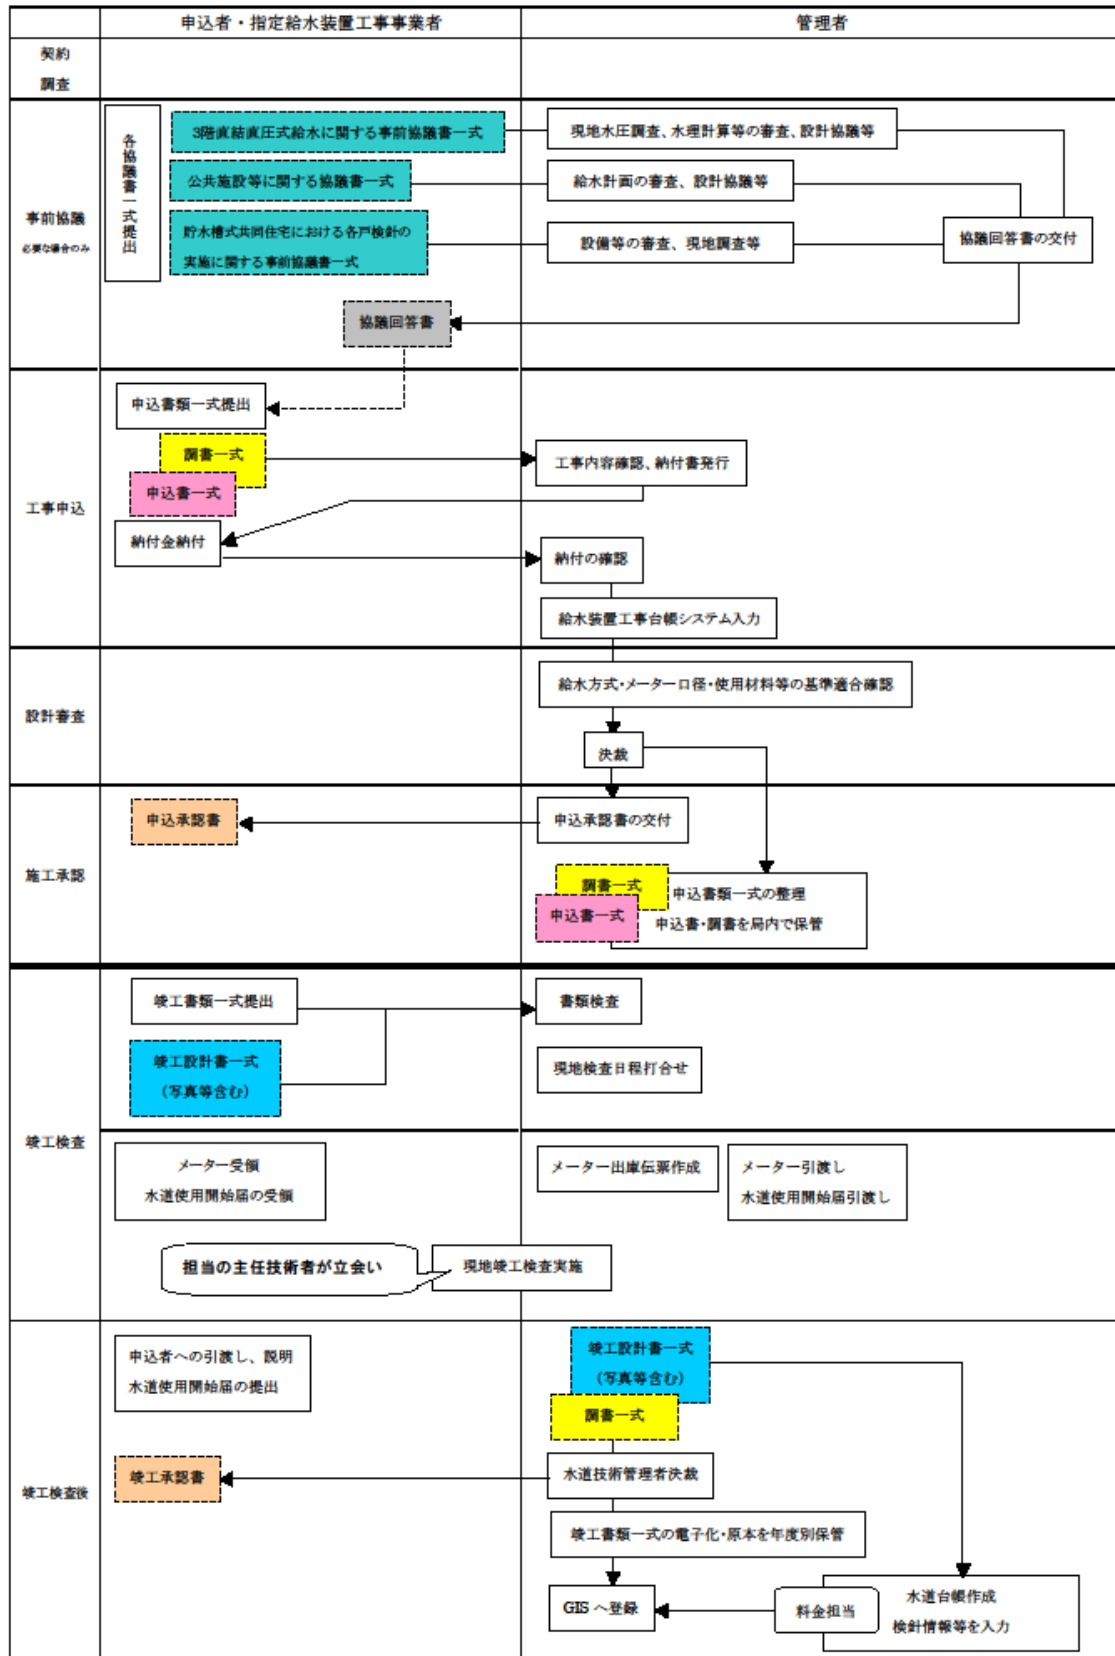 申込者・指定給水装置工事事業者
管理者
契約
調査
事前協議
必要な場合のみ
各協議書一式提出
3階直結直圧式給水に関する事前協議書一式
現地水圧調査、水理計算等の審査、設計協議等
公共施設等に関する協議書一式
給水計画の審査、設計協議等
貯水槽式共同住宅における各戸検針の
実施に関する事前協議書一式
設備等の審査、現地調査等
協議回答書の交付
協議回答書
工事申込
申込書類一式提出
調書一式
申込書一式
工事内容確認、納付書発行
納付金納付
納付の確認
給水装置工事台帳システム入力
設計審査
給水方式・メーター口径・使用材料等の基準適合確認
決裁
施工承認
申込承認書
申込承認書の交付
調書一式
申込書一式
申込書類一式の整理
申込書・調書を局内で保管
竣工検査
竣工書類一式提出
書類検査
竣工設計書一式
（写真等含む）
現地検査日程打合せ
メーター受領
水道使用開始届の受領
メーター出庫伝票作成
メーター引渡し
水道使用開始届引渡し
担当の主任技術者が立会い
現地竣工検査実施
竣工検査後
申込者への引渡し、説明
水道使用開始届の提出
竣工設計書一式
（写真等含む）
調書一式
竣工承認書
水道技術管理者決裁
竣工書類一式の電子化・原本を年度別保管
GISへ登録
料金担当
水道台帳作成
検針情報等を入力